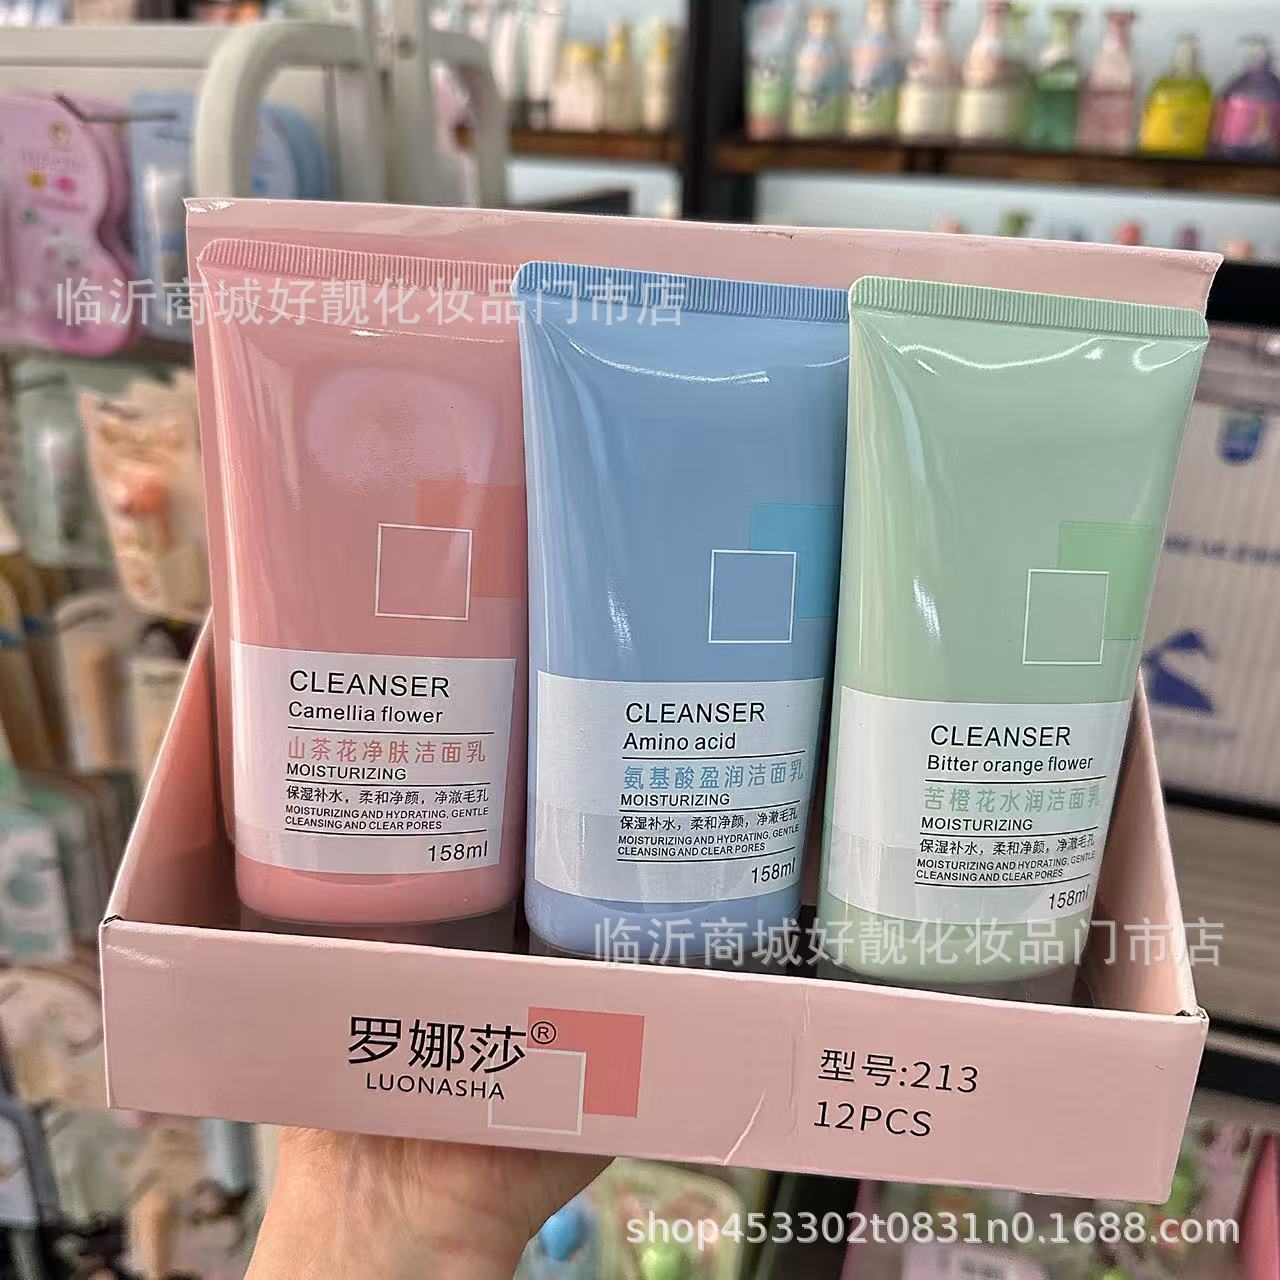 临沂商城好靓化妆品门市店
CLEANSER
Camellia flower
山茶花净肤洁面乳
MOISTURIZING
保湿补水，柔和净颜，净澈毛孔
MOISTURIZING AND HYDRATING, GENTLE
CLEANSING AND CLEAR PORES
158ml
CLEANSER
Amino acid
氨基酸盈润洁面乳
MOISTURIZING
保湿补水，柔和净颜，净澈毛孔
MOISTURIZING AND HYDRATING, GENTLE
CLEANSING AND CLEAR PORES
158ml
CLEANSER
Bitter orange flower
苦橙花水润洁面乳
MOISTURIZING
保湿补水，柔和净颜，净澈毛孔
MOISTURIZING AND HYDRATING, GENTLE
CLEANSING AND CLEAR PORES
158ml
临沂商城好靓化妆品门市店
罗娜莎®
LUONASHA
型号:213
12PCS
shop453302t0831n0.1688.com